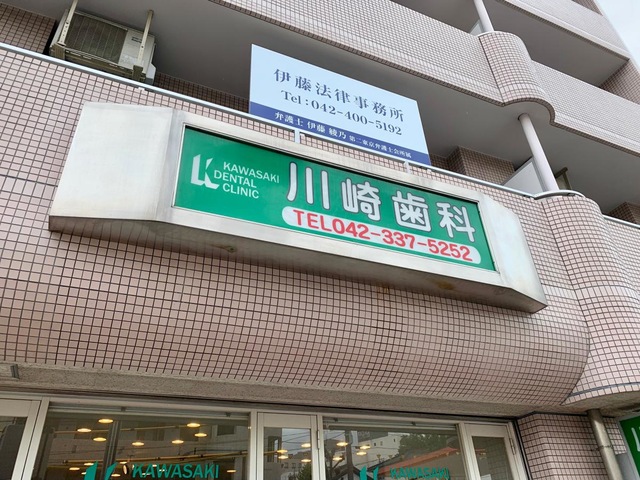 伊藤法律事務所
Tel:042-400-5192
弁護士 伊藤 綾乃 第二東京弁護士会所属
KAWASAKI
DENTAL
CLINIC
川崎歯科
TEL042-337-5252
KAWASAKI
KAWASAKI